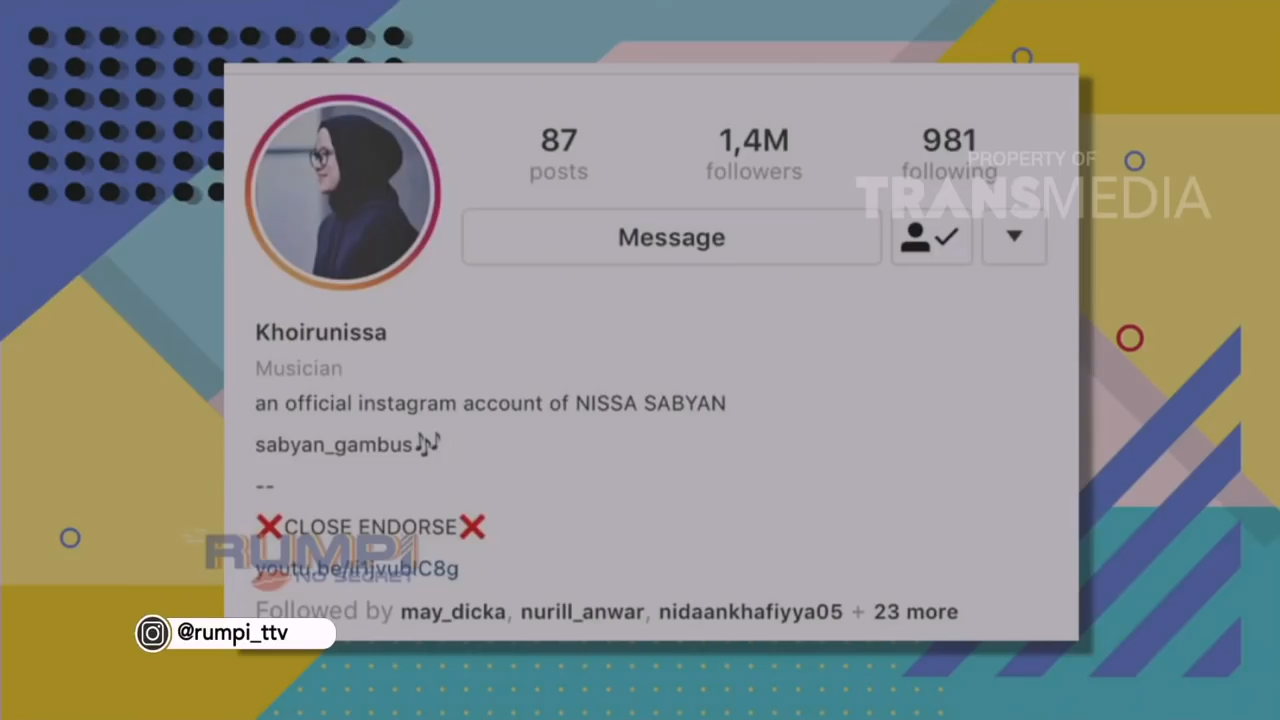 87 1,4M 981
posts followers following
PROPERTY OF
TRANSMEDIA
Message
Khoirunissa
Musician
an official instagram account of NISSA SABYAN
sabyan_gambus
--
CLOSE ENDORSE
RUMPI
NO SECRET
Followed by may_dicka, nurill_anwar, nidaankhafiyya05 + 23 more
@rumpi_ttv